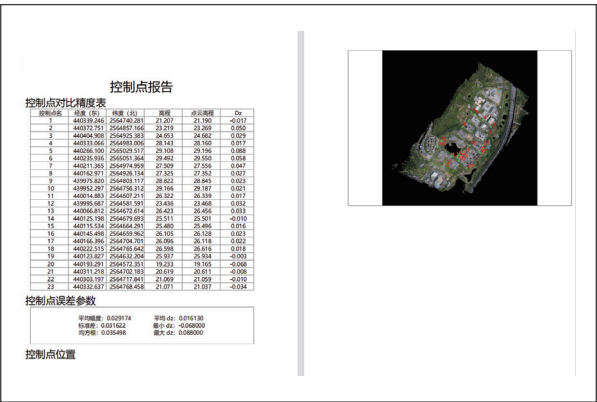 控制点报告
控制点对比精度表
控制点名 经度（东） 纬度（北） 高程 点云高程 Dz
1 440339.246 2564740.281 21.207 21.190 -0.017
2 440372.751 2564857.166 23.219 23.269 0.050
3 440404.908 2564925.383 24.653 24.682 0.029
4 440333.066 2564983.006 28.143 28.160 0.017
5 440266.100 2565029.517 29.108 29.196 0.088
6 440235.936 2565051.364 29.492 29.550 0.058
7 440211.365 2564974.959 27.509 27.556 0.047
8 440162.971 2564926.134 27.325 27.352 0.027
9 439975.820 2564803.117 28.822 28.845 0.023
10 439952.297 2564756.312 29.166 29.187 0.021
11 440014.883 2564607.211 26.322 26.339 0.017
12 439995.687 2564581.591 23.436 23.468 0.032
13 440066.812 2564672.614 26.423 26.456 0.033
14 440125.198 2564679.693 25.511 25.501 -0.010
15 440115.534 2564664.291 25.480 25.496 0.016
16 440145.498 2564659.962 26.105 26.128 0.023
17 440166.396 2564704.701 26.096 26.118 0.022
18 440222.515 2564765.642 26.598 26.616 0.018
19 440123.827 2564632.204 25.937 25.934 -0.003
20 440193.291 2564572.351 19.233 19.165 -0.068
21 440311.218 2564702.183 20.619 20.611 -0.008
22 440303.197 2564717.841 21.069 21.059 -0.010
23 440332.637 2564768.458 21.071 21.037 -0.034
控制点误差参数
平均幅度：0.029174 平均 dz：0.016130
标准差：0.031622 最小 dz：-0.068000
均方根：0.035498 最大 dz：0.088000
控制点位置